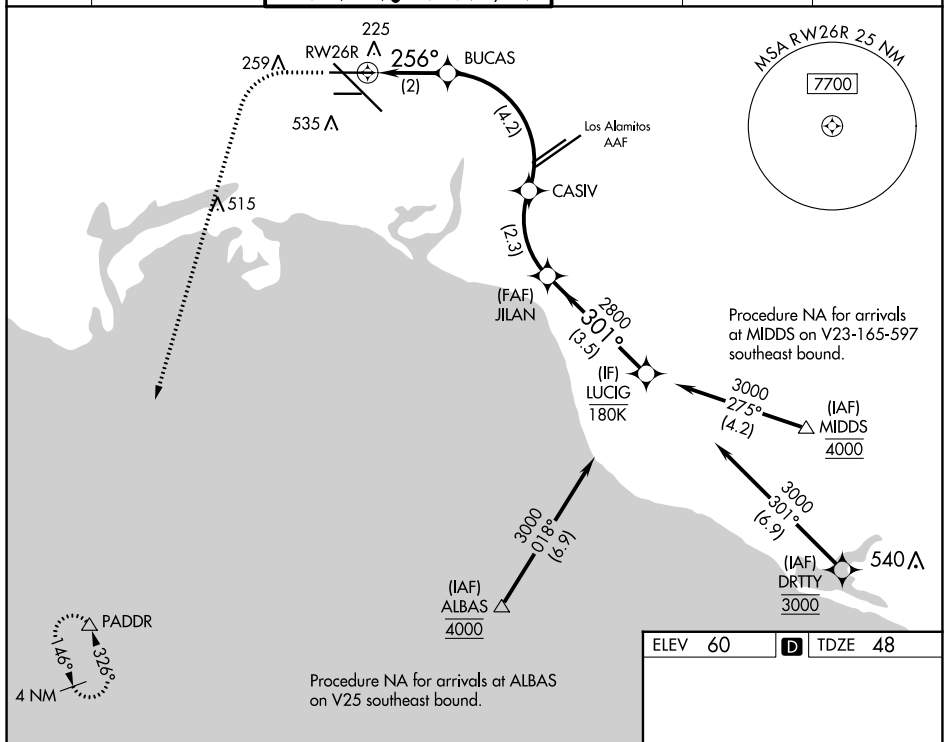 225
RW26R
259
256°
BUCAS
(2)
535
(4.2)
Los Alamitos
AAF
MSA RW26R 25 NM
7700
CASIV
515
(2.3)
(FAF)
JILAN
2800
301°
(3.5)
(IF)
LUCIG
180K
Procedure NA for arrivals
at MIDDS on V23-165-597
southeast bound.
3000
275°
(4.2)
(IAF)
MIDDS
4000
3000
018°
(6.9)
3000
301°
(6.9)
(IAF)
ALBAS
4000
(IAF)
DRTTY
3000
540
PADDR
146°
326°
4 NM
Procedure NA for arrivals at ALBAS
on V25 southeast bound.
ELEV 60
D
TDZE 48